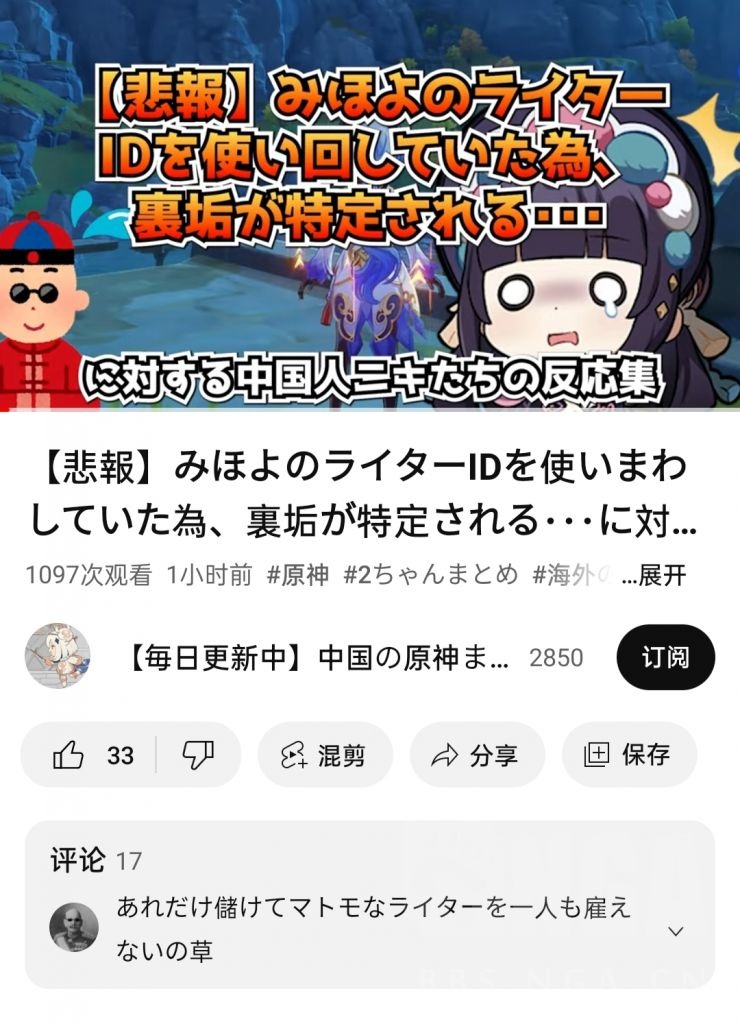 【悲報】みほよのライター
IDを使い回していた為、
裏垢が特定される･･･
に対する中国人ニキたちの反応集
【悲報】みほよのライターIDを使いまわ
していた為、裏垢が特定される･･･に対...
1097次观看 1小时前 #原神 #2ちゃんまとめ #海外の ...展开
【毎日更新中】中国の原神ま... 2850 订阅
33 混剪 分享 保存
评论 17
あれだけ儲けてマトモなライターを一人も雇え
ないの草
BBS.NGA.CN